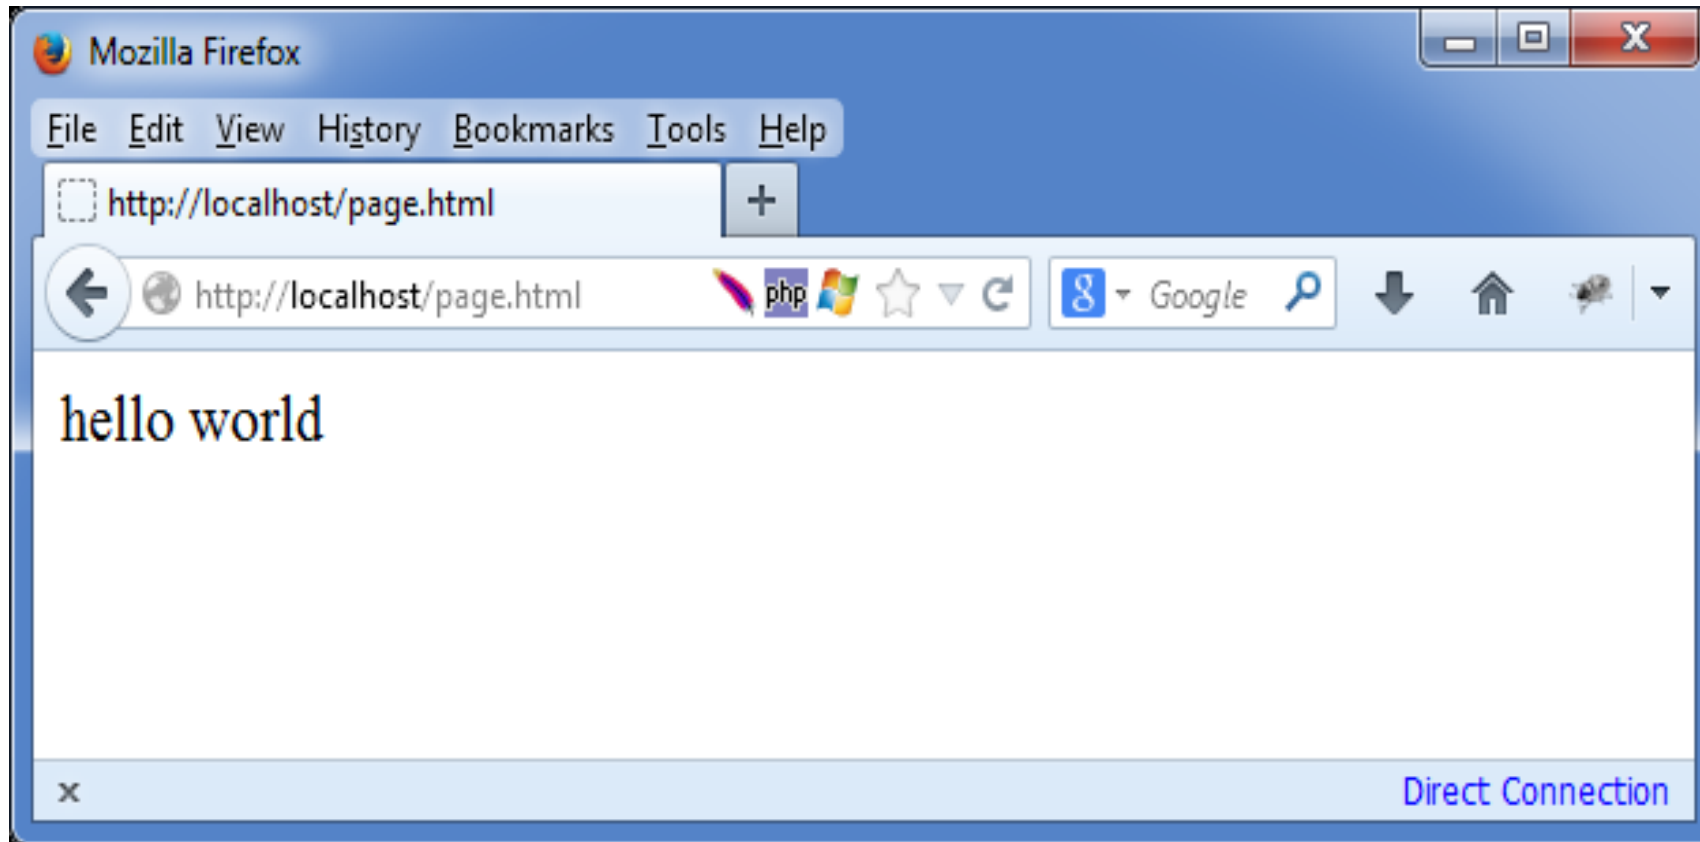 Mozilla Firefox
File Edit View History Bookmarks Tools Help
http://localhost/page.html
http://localhost/page.html php 8 Google
hello world
x Direct Connection